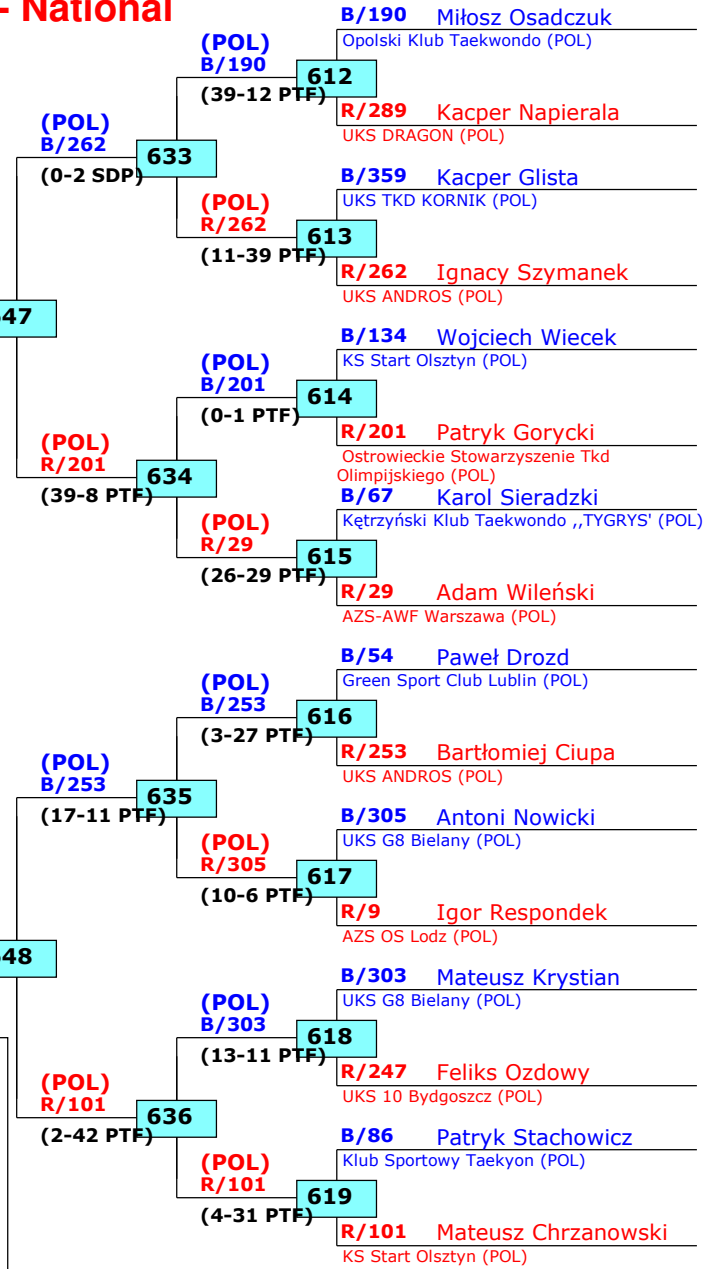 - National
B/190 Miłosz Osadczuk
Opolski Klub Taekwondo (POL)
(POL)
B/190
612
(39-12 PTF)
R/289 Kacper Napierala
UKS DRAGON (POL)
(POL)
B/262
633
(0-2 SDP)
B/359 Kacper Glista
UKS TKD KORNIK (POL)
(POL)
R/262
613
(11-39 PTF)
R/262 Ignacy Szymanek
UKS ANDROS (POL)
47
B/134 Wojciech Wiecek
KS Start Olsztyn (POL)
(POL)
B/201
614
(0-1 PTF)
R/201 Patryk Gorycki
Ostrowieckie Stowarzyszenie Tkd
Olimpijskiego (POL)
(POL)
R/201
634
(39-8 PTF)
B/67 Karol Sieradzki
Kętrzyński Klub Taekwondo ,,TYGRYS' (POL)
(POL)
R/29
615
(26-29 PTF)
R/29 Adam Wileński
AZS-AWF Warszawa (POL)
B/54 Paweł Drozd
Green Sport Club Lublin (POL)
(POL)
B/253
616
(3-27 PTF)
R/253 Bartłomiej Ciupa
UKS ANDROS (POL)
(POL)
B/253
635
(17-11 PTF)
B/305 Antoni Nowicki
UKS G8 Bielany (POL)
(POL)
R/305
617
(10-6 PTF)
R/9 Igor Respondek
AZS OS Lodz (POL)
48
B/303 Mateusz Krystian
UKS G8 Bielany (POL)
(POL)
B/303
618
(13-11 PTF)
R/247 Feliks Ozdowy
UKS 10 Bydgoszcz (POL)
(POL)
R/101
636
(2-42 PTF)
B/86 Patryk Stachowicz
Klub Sportowy Taekyon (POL)
(POL)
R/101
619
(4-31 PTF)
R/101 Mateusz Chrzanowski
KS Start Olsztyn (POL)